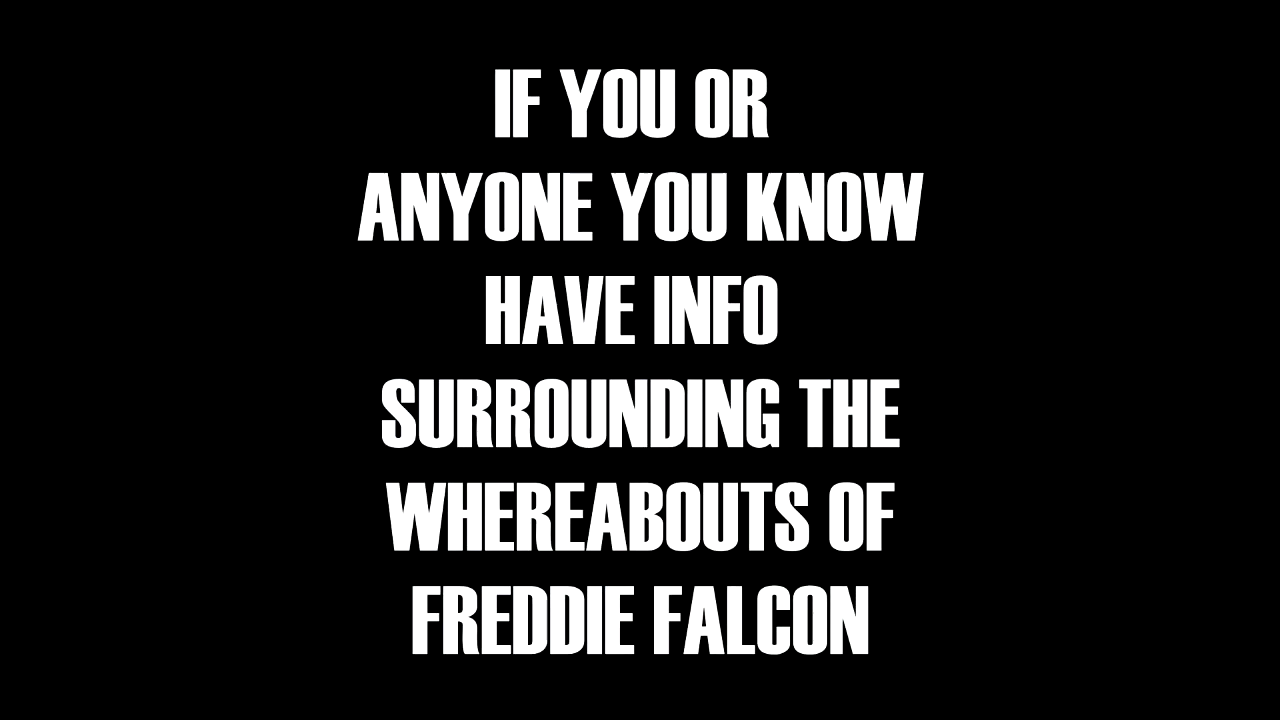 IF YOU OR
ANYONE YOU KNOW
HAVE INFO
SURROUNDING THE
WHEREABOUTS OF
FREDDIE FALCON